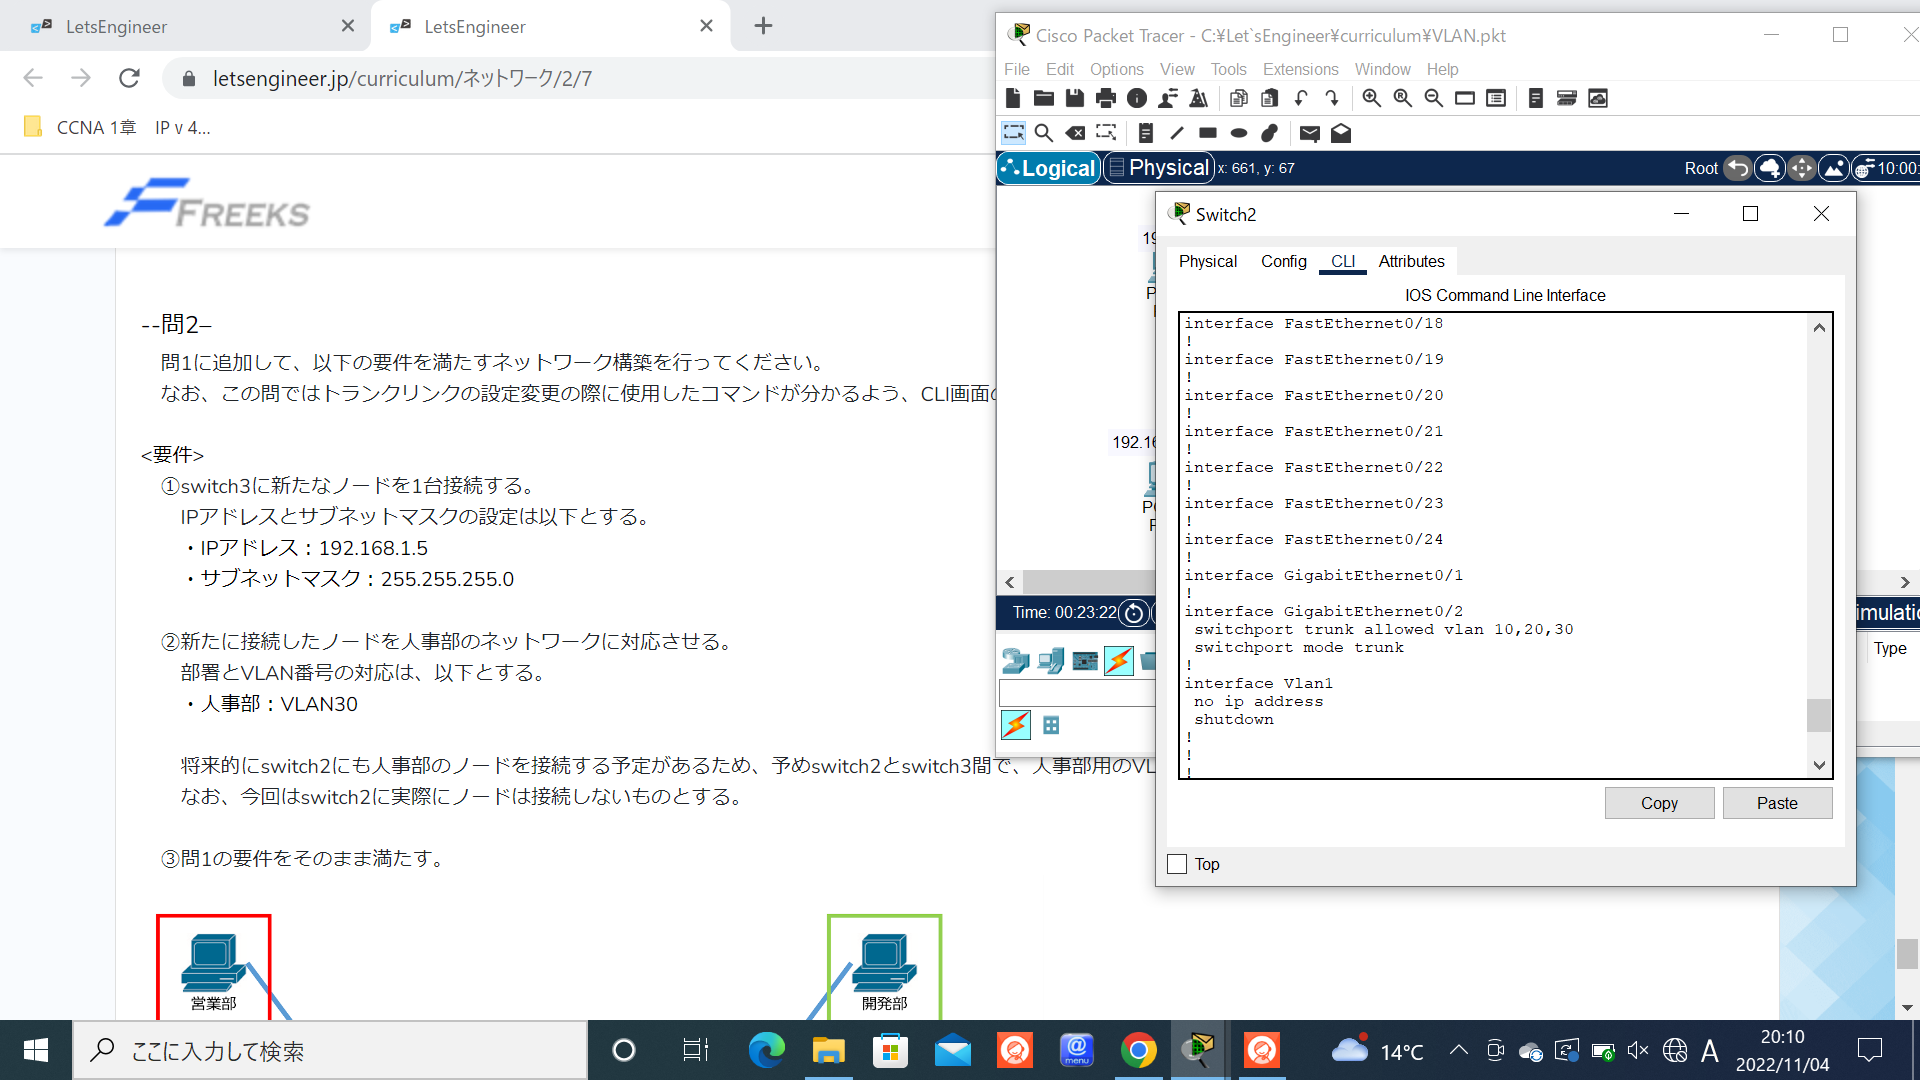 LetsEngineer
LetsEngineer
letsengineer.jp/curriculum/ネットワーク/2/7
CCNA 1章
IP v 4...
FREEKS
--問2–
問1に追加して、以下の要件を満たすネットワーク構築を行ってください。
なお、この問ではトランクリンクの設定変更の際に使用したコマンドが分かるよう、CLI画面の
<要件>
①switch3に新たなノードを1台接続する。
IPアドレスとサブネットマスクの設定は以下とする。
・IPアドレス：192.168.1.5
・サブネットマスク：255.255.255.0
②新たに接続したノードを人事部のネットワークに対応させる。
部署とVLAN番号の対応は、以下とする。
・人事部：VLAN30
将来的にswitch2にも人事部のノードを接続する予定があるため、予めswitch2とswitch3間で、人事部用のVL
なお、今回はswitch2に実際にノードは接続しないものとする。
③問1の要件をそのまま満たす。
営業部
開発部
Cisco Packet Tracer - C:¥Let`sEngineer¥curriculum¥VLAN.pkt
File Edit Options View Tools Extensions Window Help
Logical
Physical
x: 661, y: 67
Root
10:00:
19
P
192.16
PC
F
Time: 00:23:22
imulatio
Type
Switch2
Physical Config CLI Attributes
IOS Command Line Interface
interface FastEthernet0/18
!
interface FastEthernet0/19
!
interface FastEthernet0/20
!
interface FastEthernet0/21
!
interface FastEthernet0/22
!
interface FastEthernet0/23
!
interface FastEthernet0/24
!
interface GigabitEthernet0/1
!
interface GigabitEthernet0/2
switchport trunk allowed vlan 10,20,30
switchport mode trunk
!
interface Vlan1
no ip address
shutdown
!
!
!
Copy
Paste
Top
ここに入力して検索
@
menu
14°C
A
20:10
2022/11/04